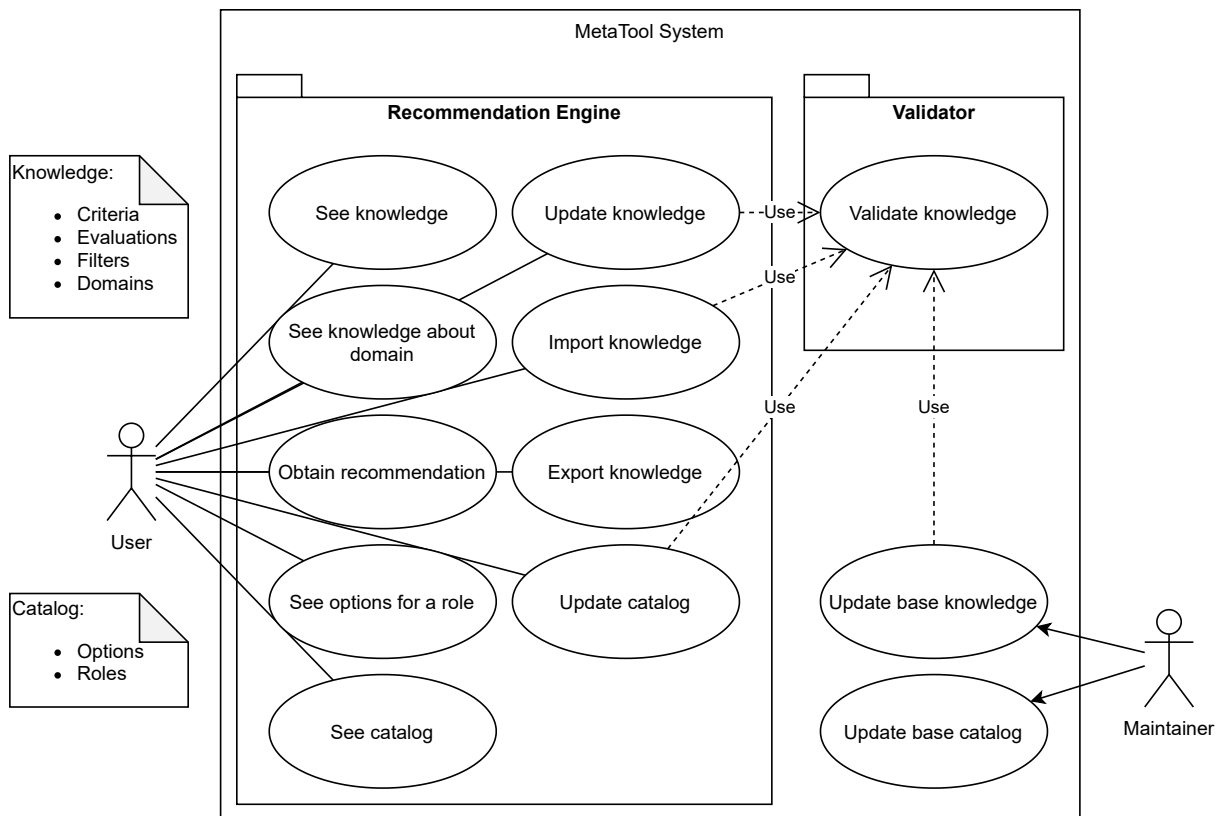 MetaTool System
Recommendation Engine
Validator
Knowledge:
• Criteria
• Evaluations
• Filters
• Domains
See knowledge
Update knowledge
Use
Validate knowledge
See knowledge about
domain
Import knowledge
Use
Use
Use
Obtain recommendation
Export knowledge
User
Catalog:
• Options
• Roles
See options for a role
Update catalog
Update base knowledge
See catalog
Update base catalog
Maintainer